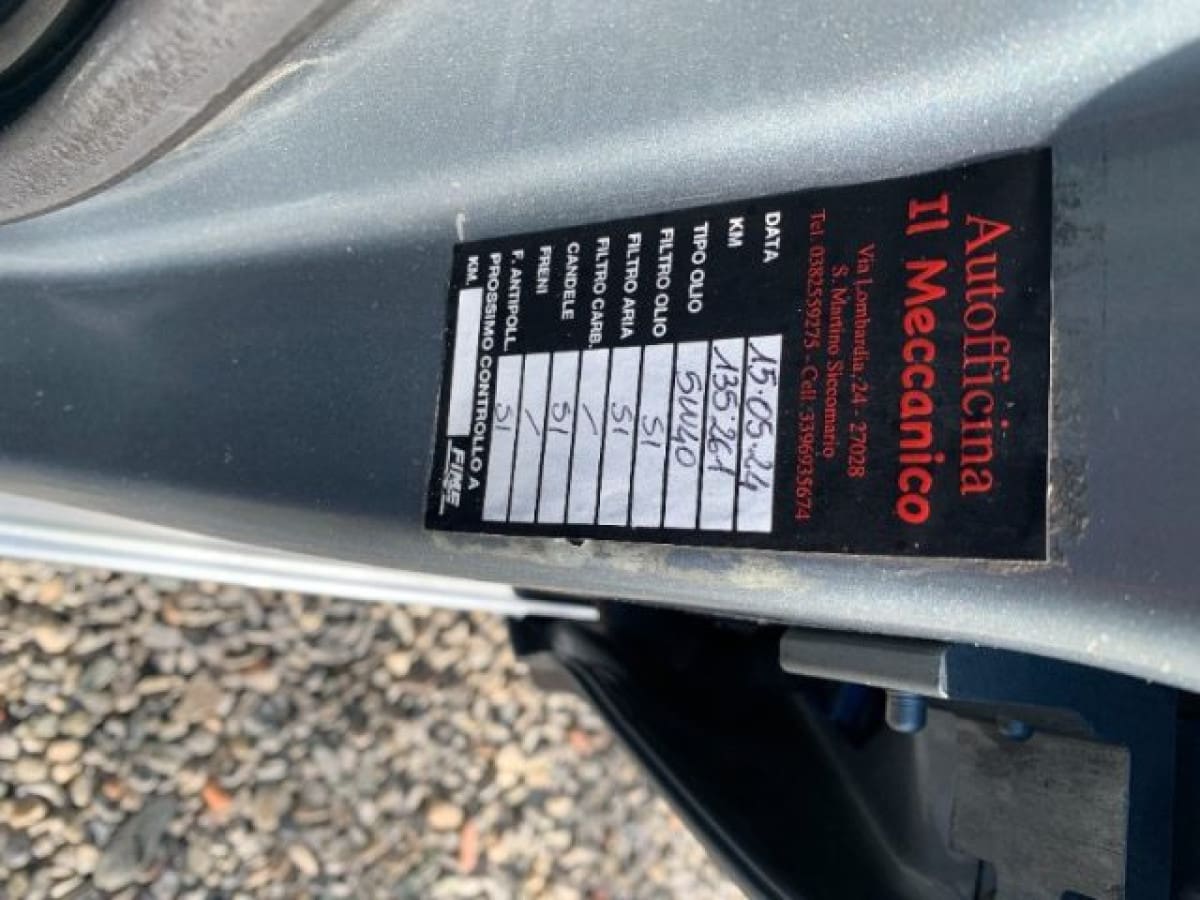 Autofficina
Il Meccanico
Via Lombardia, 24 - 27028
S. Martino Siccomario
Tel. 0382559275 - Cell. 3396935674
DATA 15·05·24
KM 135·261
TIPO OLIO 5W40
FILTRO OLIO SI
FILTRO ARIA SI
FILTRO CARB. /
CANDELE SI
FRENI /
F. ANTIPOLL. SI
PROSSIMO CONTROLLO A
KM. FIME